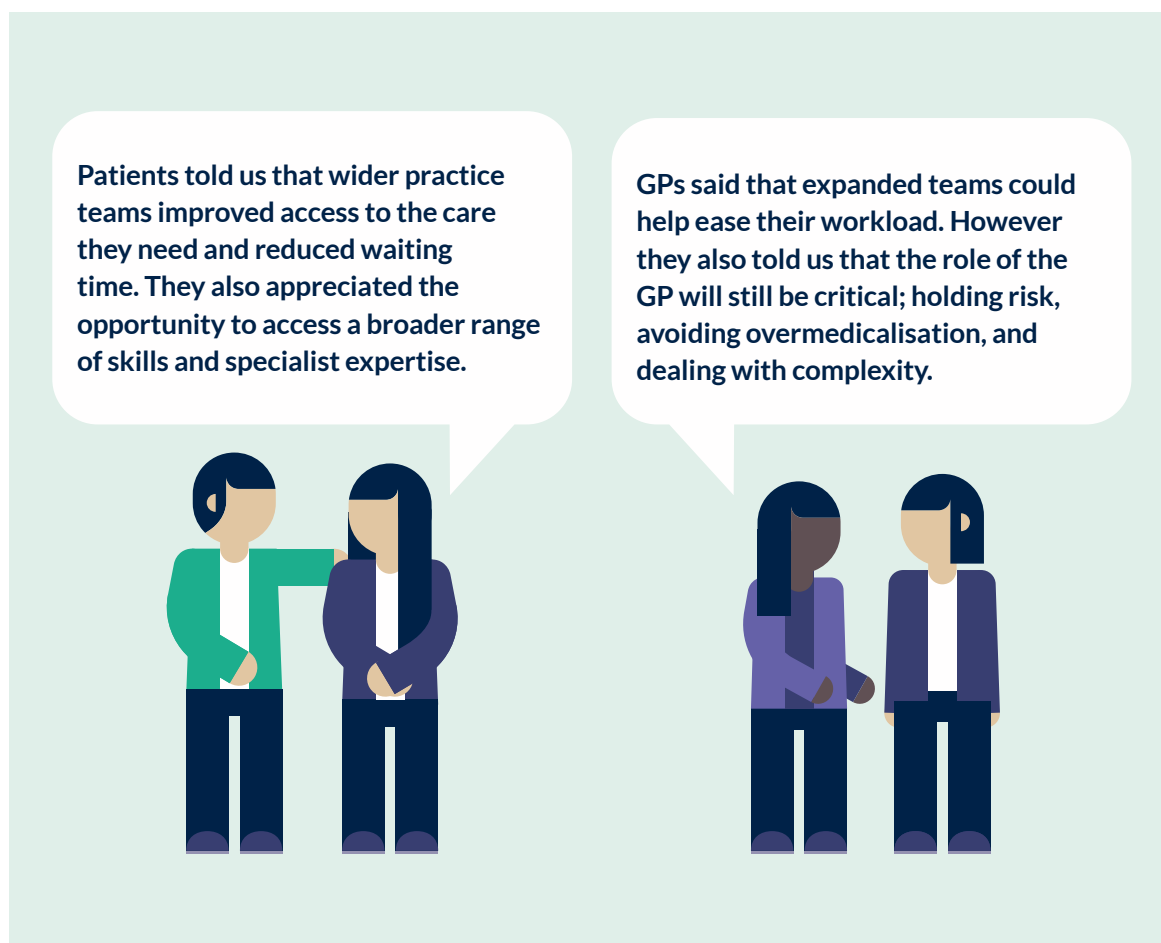 Patients told us that wider practice
teams improved access to the care
they need and reduced waiting
time. They also appreciated the
opportunity to access a broader range
of skills and specialist expertise.
GPs said that expanded teams could
help ease their workload. However
they also told us that the role of the
GP will still be critical; holding risk,
avoiding overmedicalisation, and
dealing with complexity.